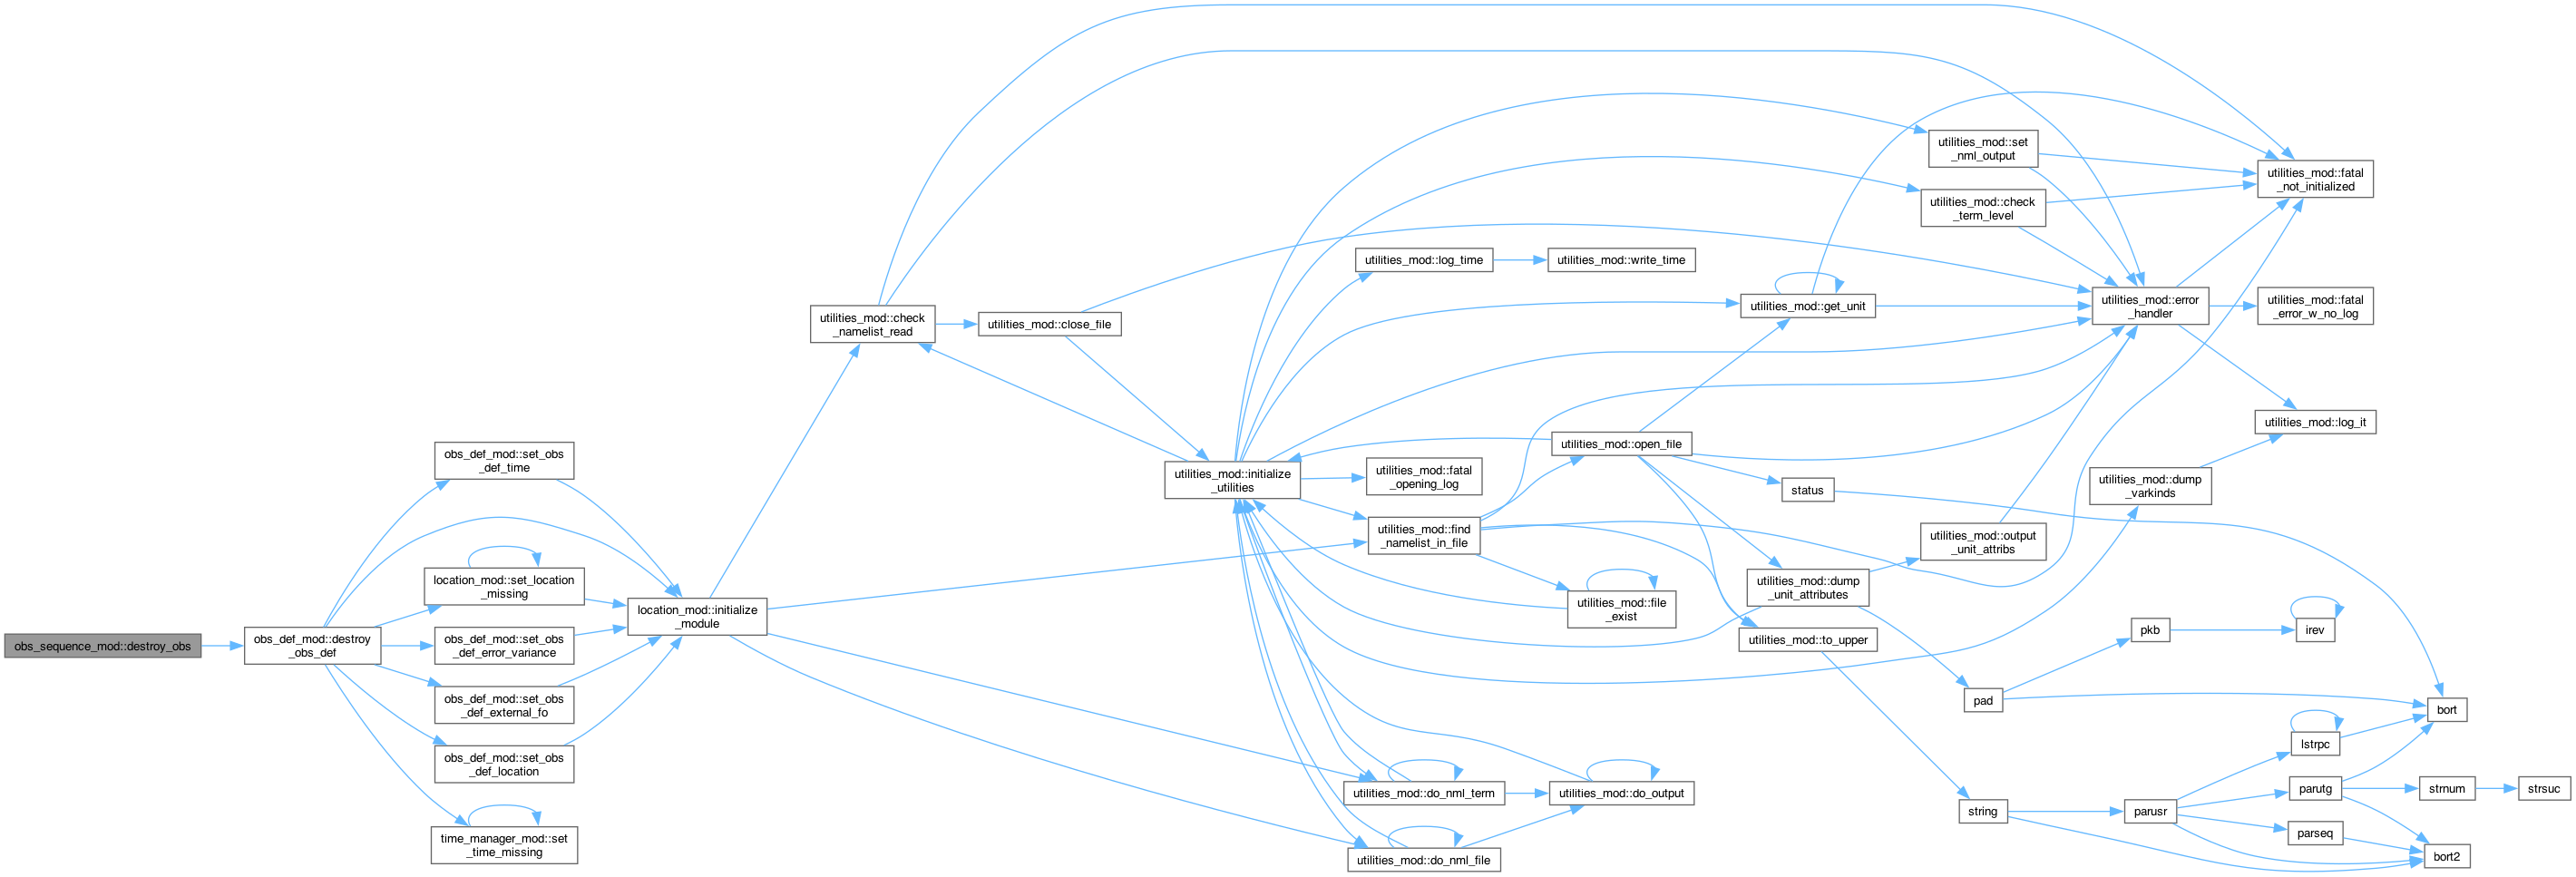 obs_sequence_mod::destroy_obs
obs_def_mod::destroy
_obs_def
obs_def_mod::set_obs
_def_time
location_mod::set_location
_missing
obs_def_mod::set_obs
_def_error_variance
obs_def_mod::set_obs
_def_external_fo
obs_def_mod::set_obs
_def_location
time_manager_mod::set
_time_missing
location_mod::initialize
_module
utilities_mod::check
_namelist_read
utilities_mod::close_file
utilities_mod::initialize
_utilities
utilities_mod::log_time
utilities_mod::write_time
utilities_mod::fatal
_opening_log
utilities_mod::find
_namelist_in_file
utilities_mod::open_file
utilities_mod::file
_exist
utilities_mod::do_nml_term
utilities_mod::do_nml_file
utilities_mod::do_output
utilities_mod::get_unit
status
utilities_mod::dump
_unit_attributes
utilities_mod::to_upper
utilities_mod::set
_nml_output
utilities_mod::check
_term_level
utilities_mod::output
_unit_attribs
pad
string
utilities_mod::error
_handler
utilities_mod::dump
_varkinds
pkb
parusr
utilities_mod::fatal
_not_initialized
utilities_mod::fatal
_error_w_no_log
utilities_mod::log_it
irev
lstrpc
parutg
parseq
bort
strnum
strsuc
bort2